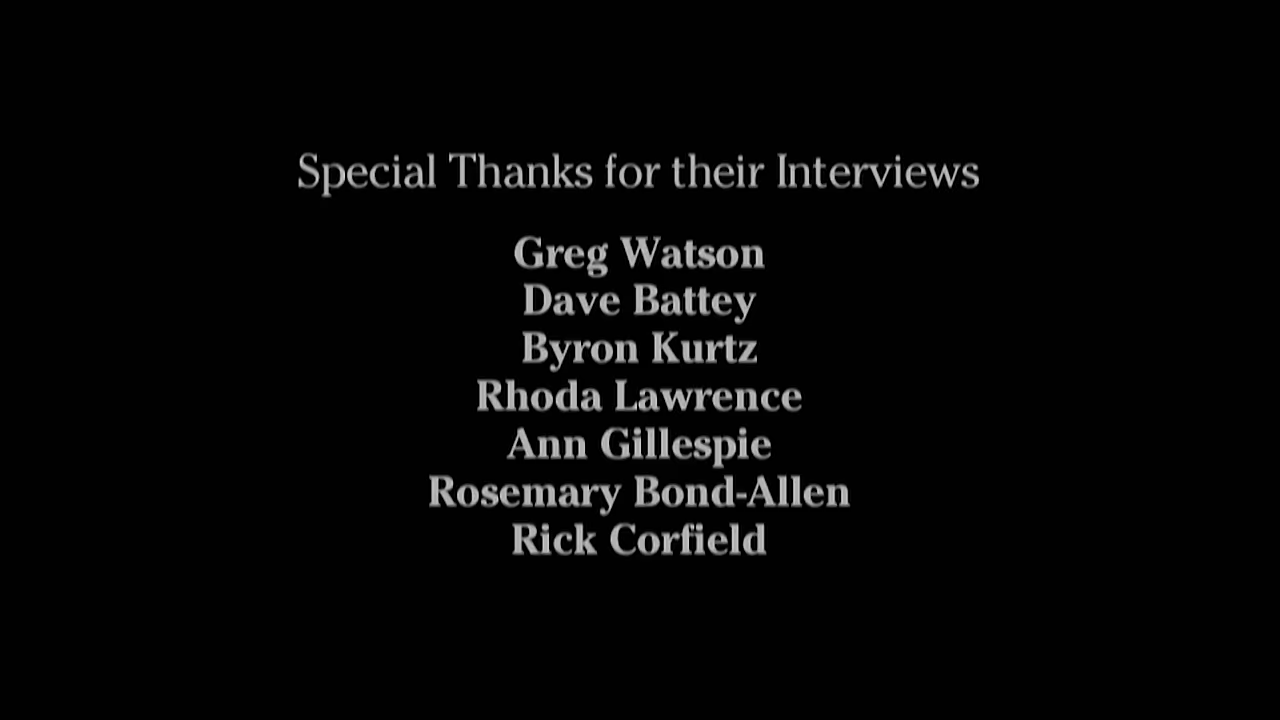 Special Thanks for their Interviews
Greg Watson
Dave Battey
Byron Kurtz
Rhoda Lawrence
Ann Gillespie
Rosemary Bond-Allen
Rick Corfield